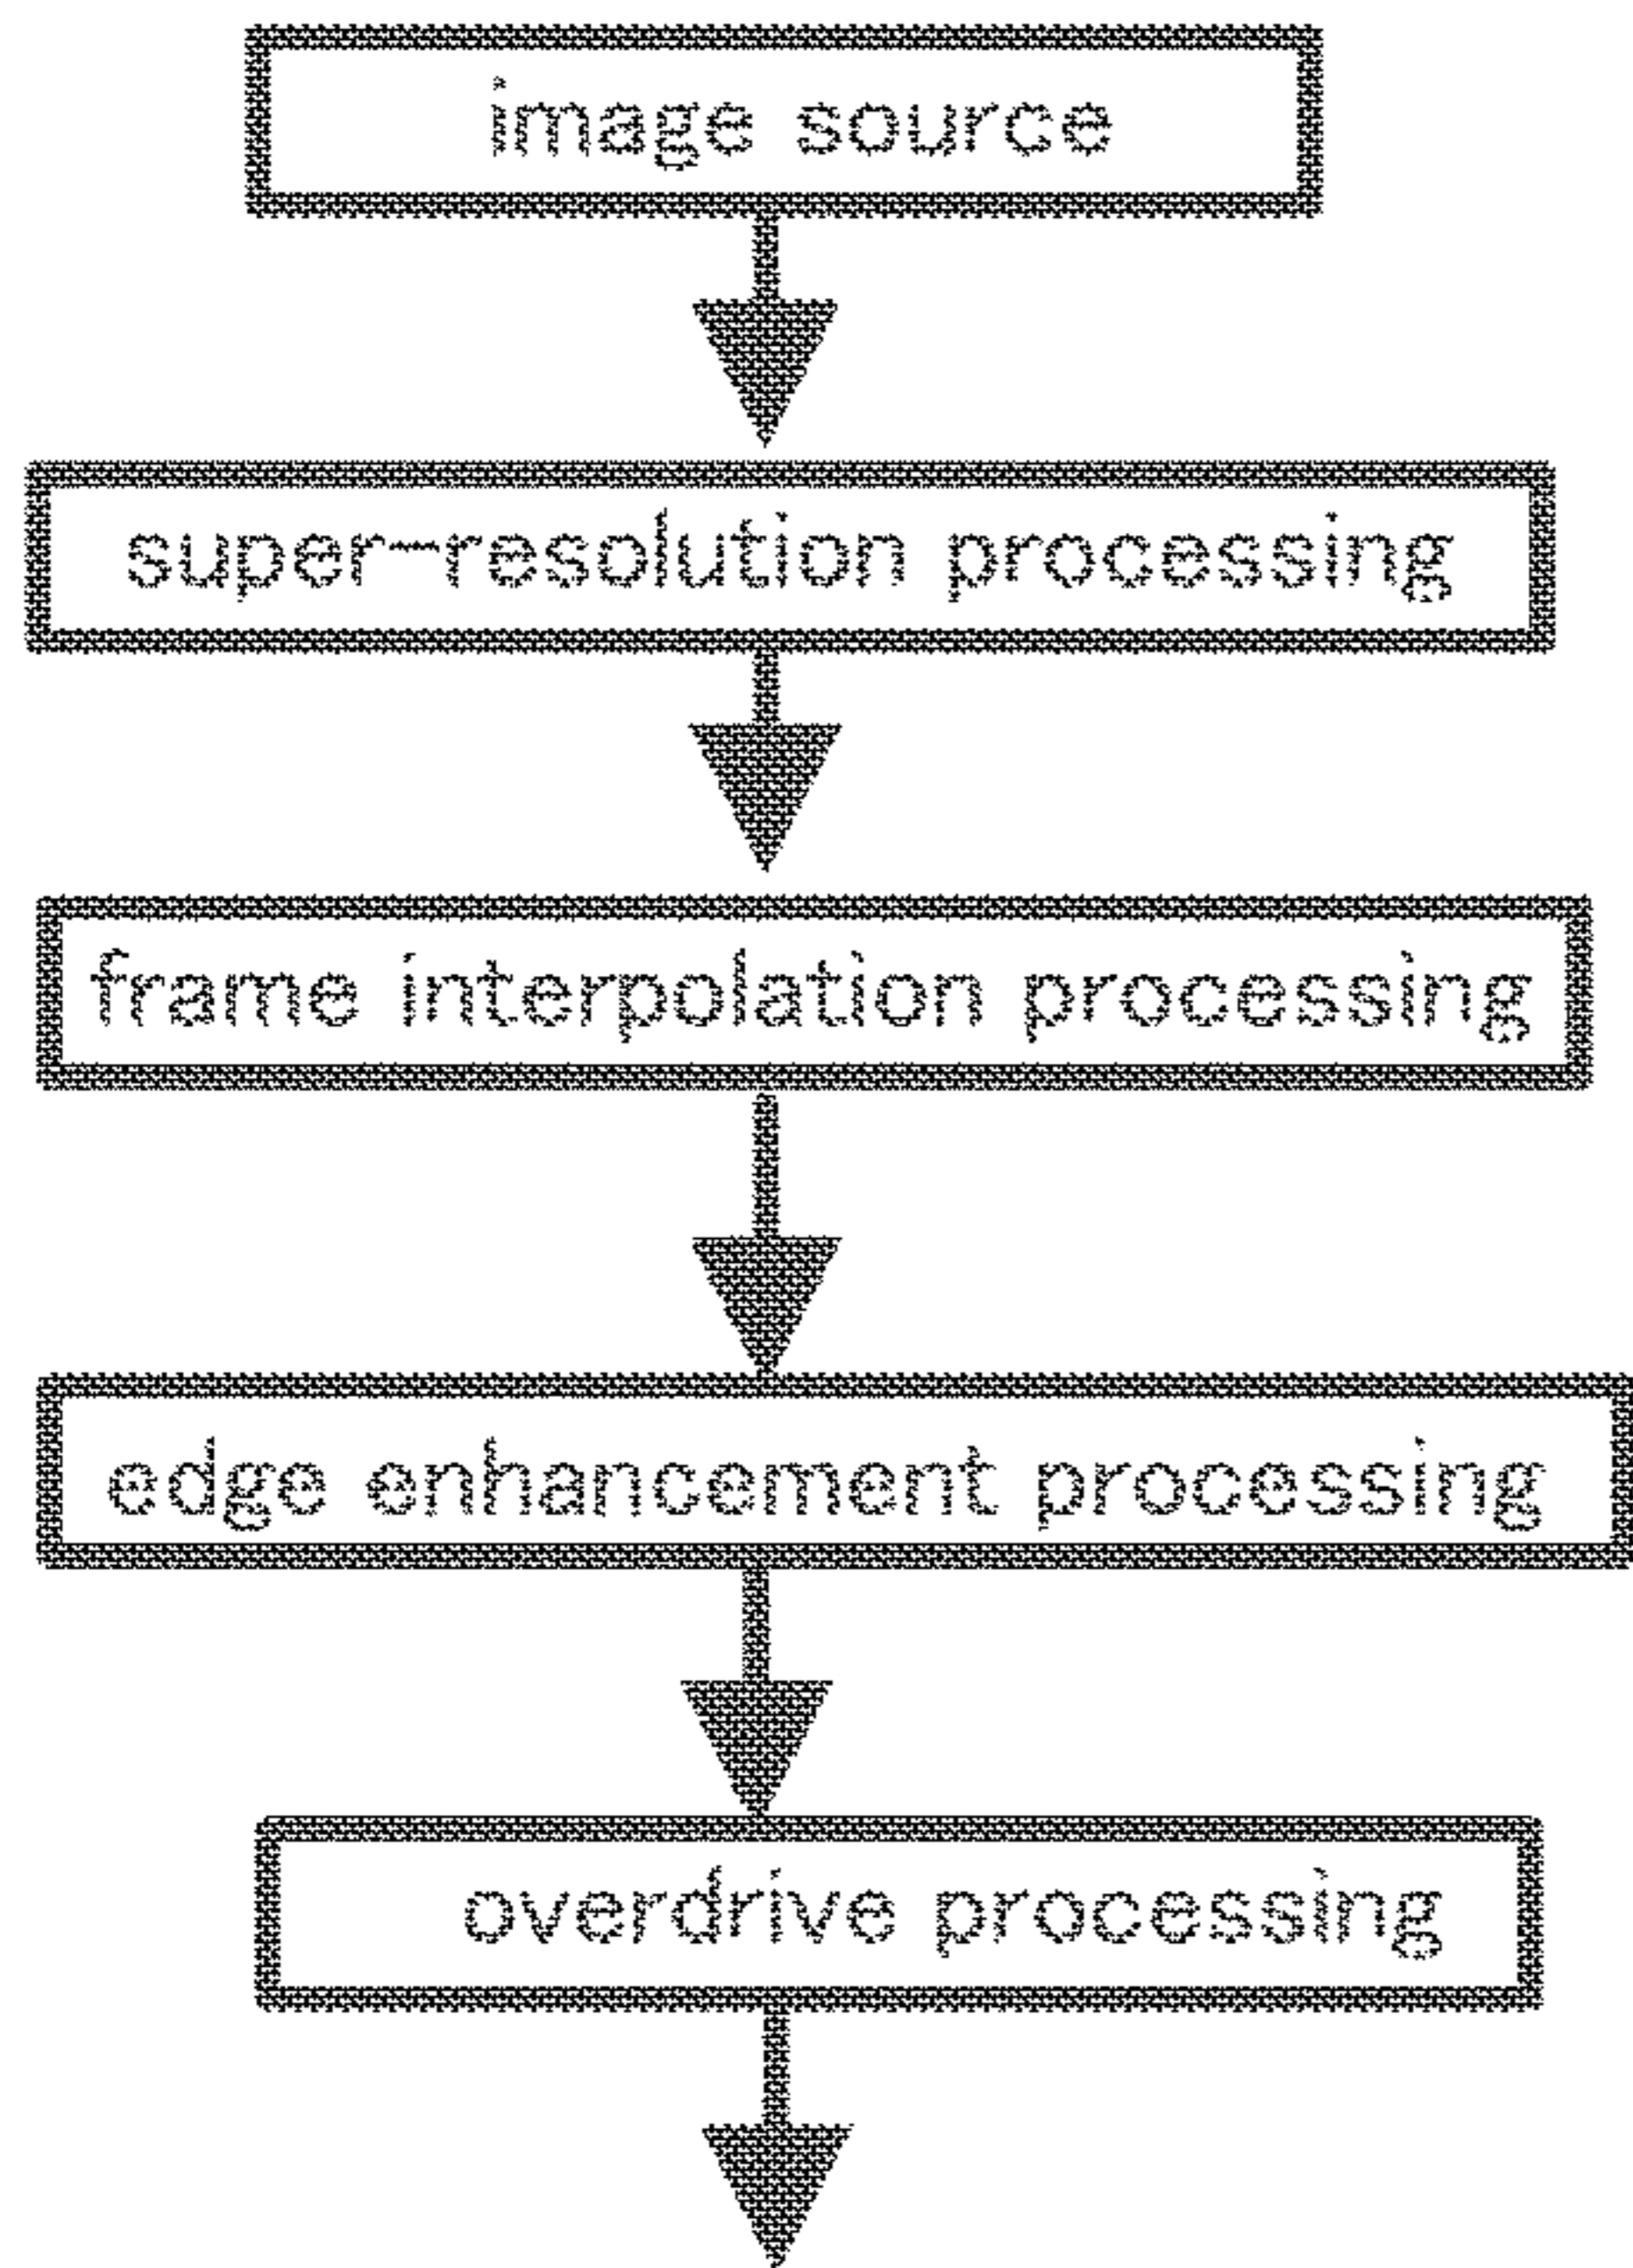 image source
super-resolution processing
frame interpolation processing
edge enhancement processing
overdrive processing